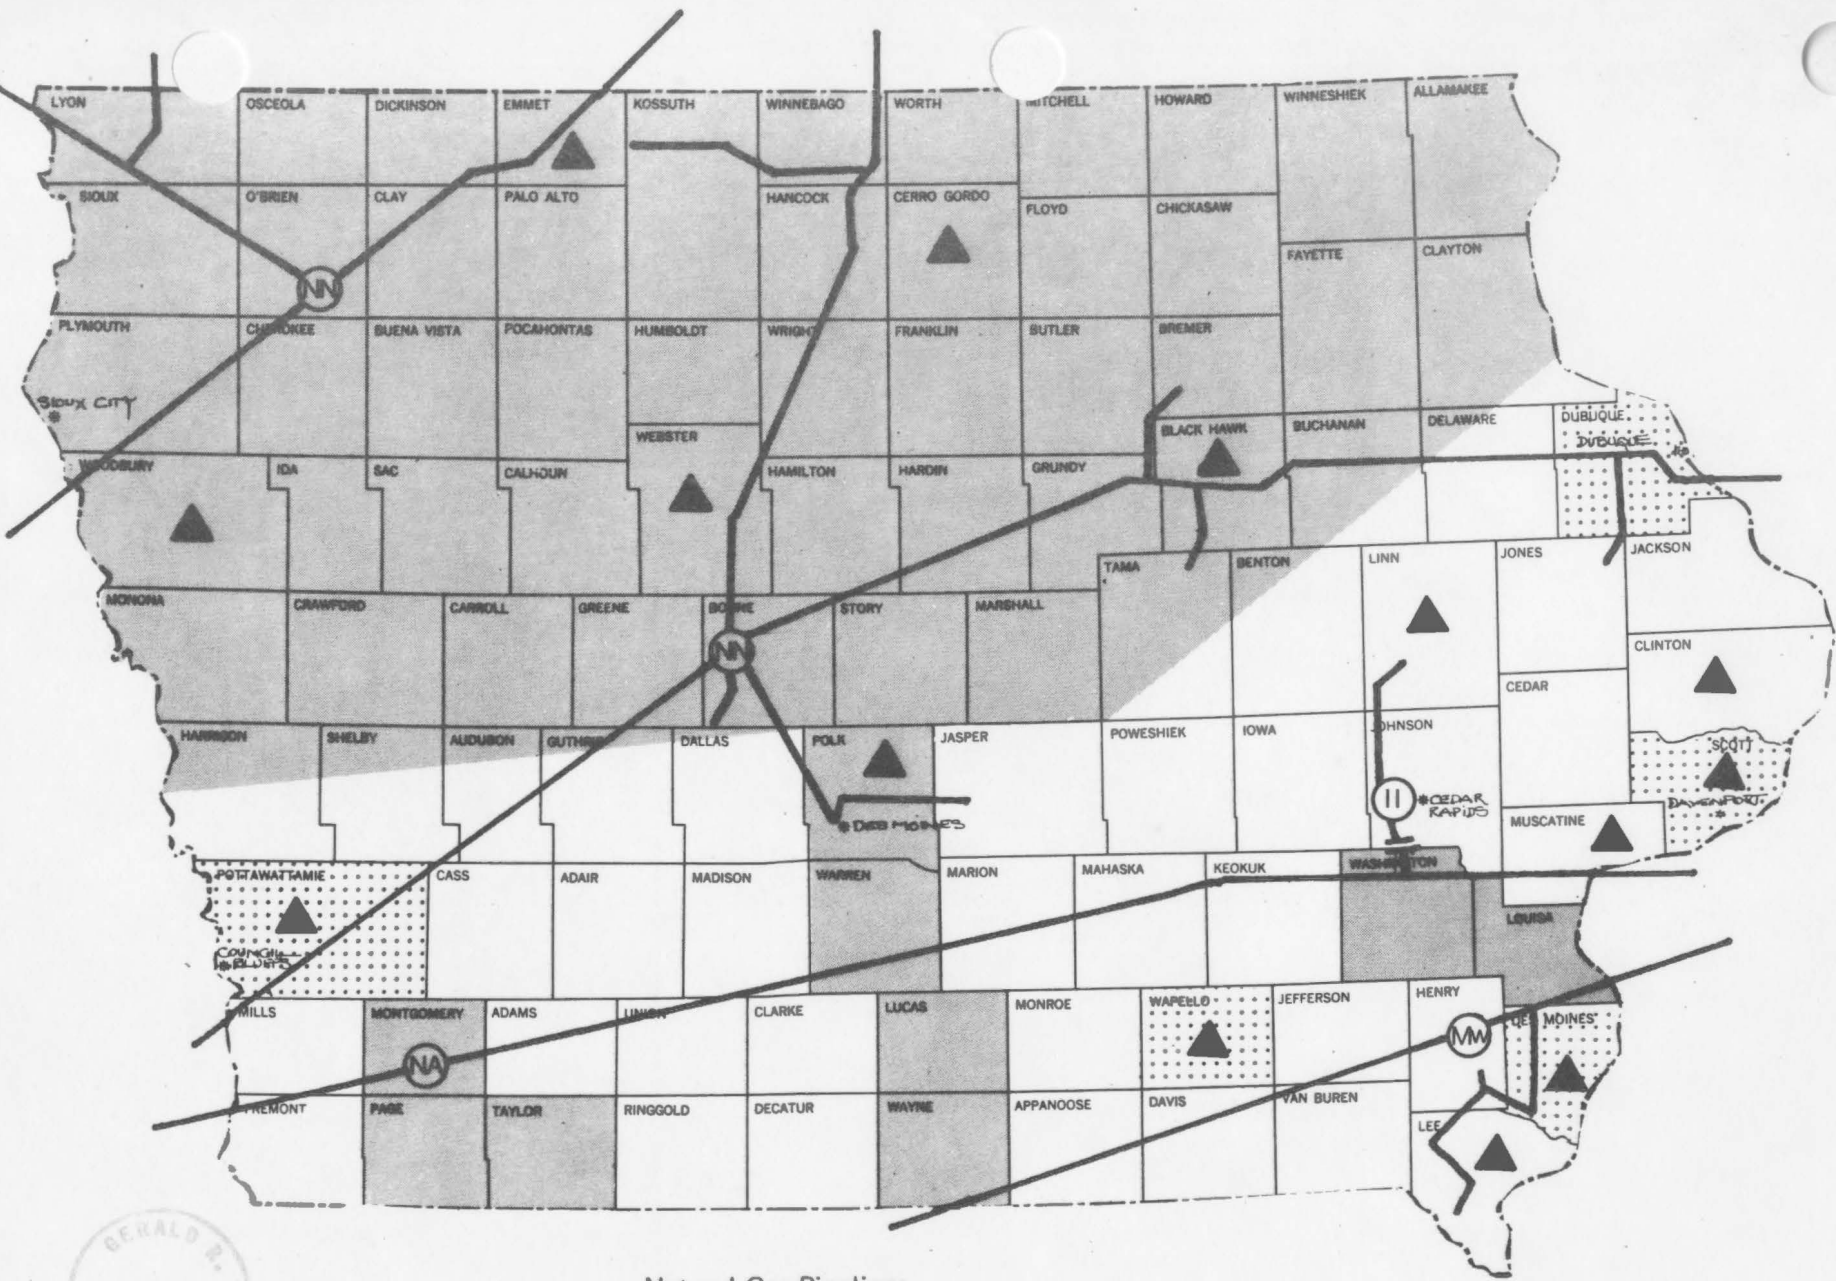 LYON
OSCEOLA
DICKINSON
EMMET
KOSSUTH
WINNEBAGO
WORTH
MITCHELL
HOWARD
WINNESHIEK
ALLAMAKEE
SIOUX
O'BRIEN
CLAY
PALO ALTO
HANCOCK
CERRO GORDO
FLOYD
CHICKASAW
FAYETTE
CLAYTON
NN
PLYMOUTH
CHEROKEE
BUENA VISTA
POCAHONTAS
HUMBOLDT
WRIGHT
FRANKLIN
BUTLER
BREMER
SIOUX CITY
WEBSTER
BLACK HAWK
BUCHANAN
DELAWARE
DUBUQUE
DUBUQUE
WOODBURY
IDA
SAC
CALHOUN
HAMILTON
HARDIN
GRUNDY
TAMA
BENTON
LINN
JONES
JACKSON
MONONA
CRAWFORD
CARROLL
GREENE
BOONE
STORY
MARSHALL
NN
CLINTON
CEDAR
HARRISON
SHELBY
AUDUBON
GUTHRIE
DALLAS
POLK
JASPER
POWESHIEK
IOWA
JOHNSON
SCOTT
II
CEDAR
RAPIDS
DAVENPORT
DES MOINES
MUSCATINE
POTTAWATTAMIE
CASS
ADAIR
MADISON
WARREN
MARION
MAHASKA
KEOKUK
WASHINGTON
LOUISA
COUNCIL
BLUFFS
MILLS
MONTGOMERY
ADAMS
UNION
CLARKE
LUCAS
MONROE
WAPELLO
JEFFERSON
HENRY
DES MOINES
MW
NA
FREMONT
PAGE
TAYLOR
RINGGOLD
DECATUR
WAYNE
APPANOOSE
DAVIS
VAN BUREN
LEE
GERALD R.